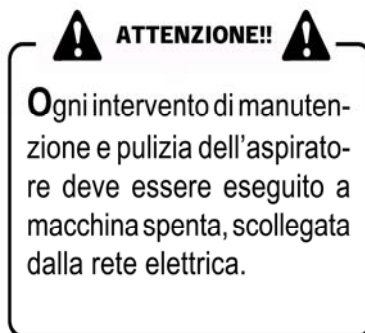 ATTENZIONE!!
Ogni intervento di manuten-
zione e pulizia dell'aspirato-
re deve essere eseguito a
macchina spenta, scollegata
dalla rete elettrica.